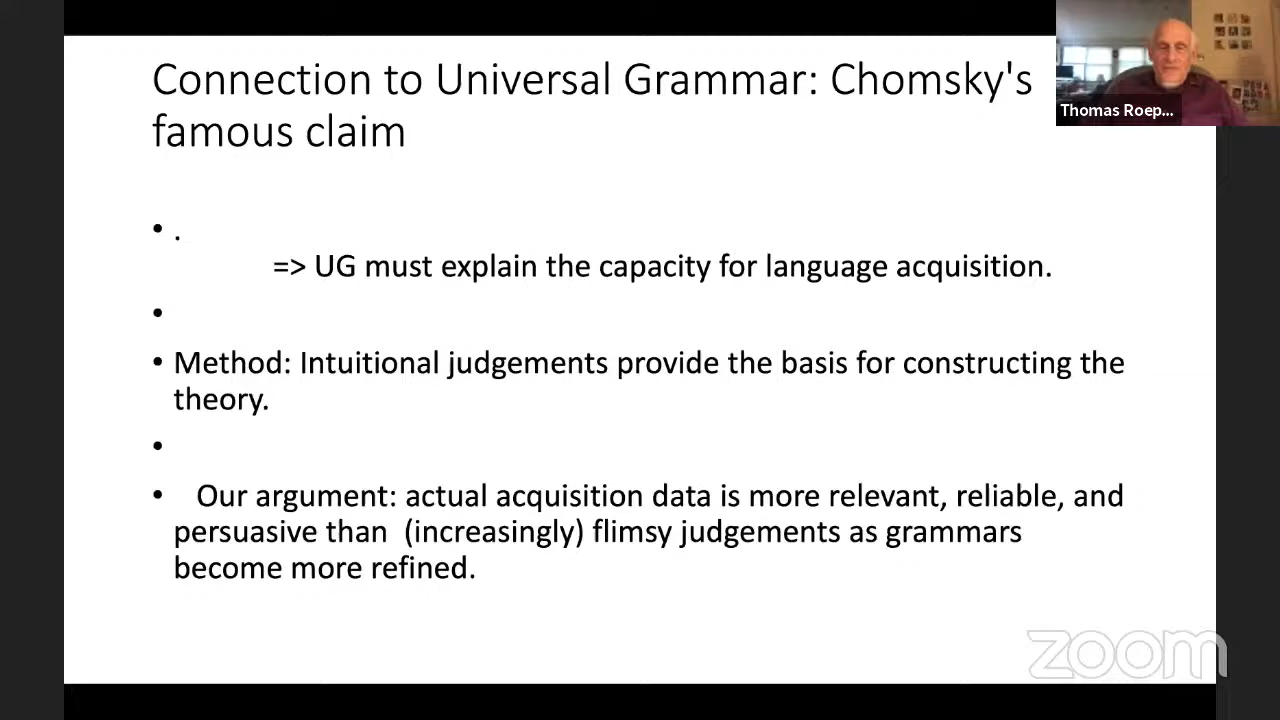 Connection to Universal Grammar: Chomsky's
famous claim
Thomas Roep...
• .
=> UG must explain the capacity for language acquisition.
•
• Method: Intuitional judgements provide the basis for constructing the
theory.
•
• Our argument: actual acquisition data is more relevant, reliable, and
persuasive than (increasingly) flimsy judgements as grammars
become more refined.
zoom